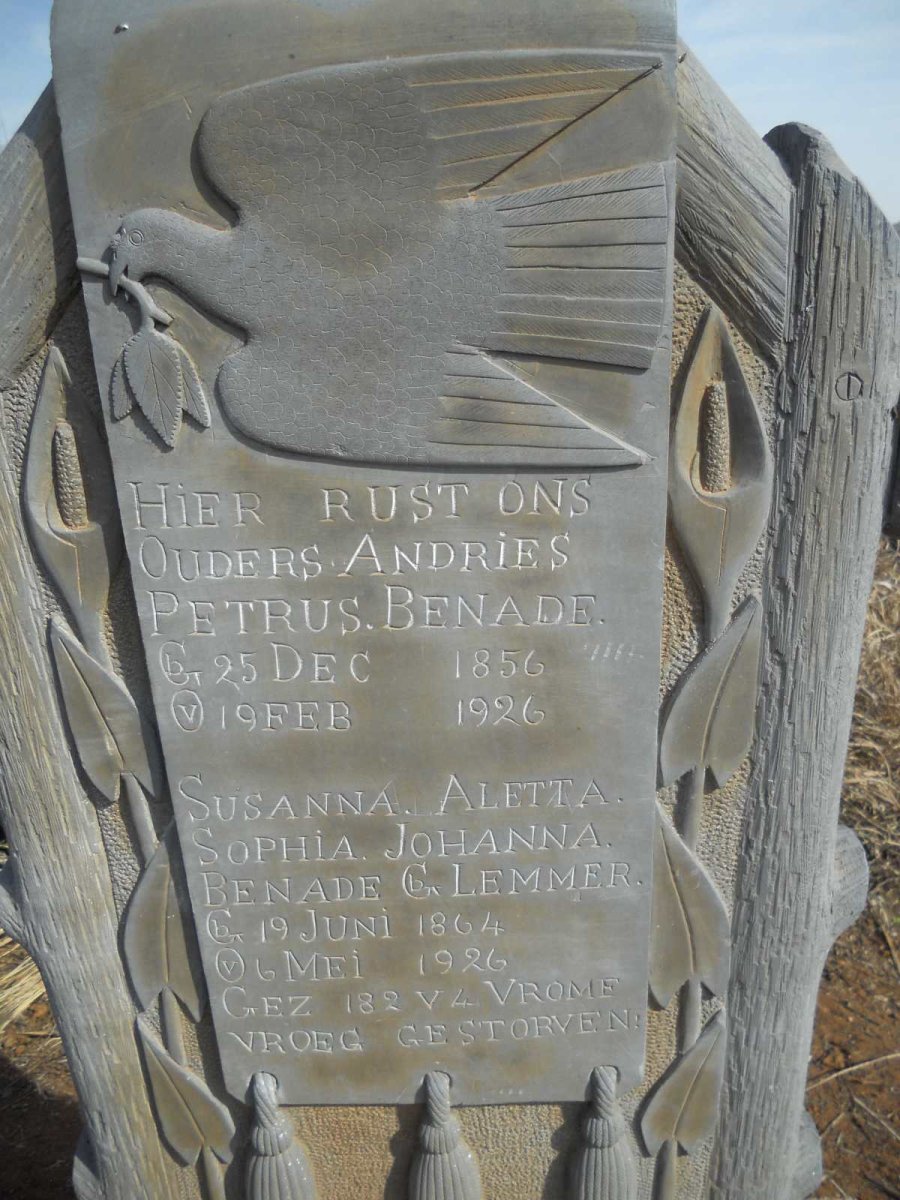 HiER RUST ONS
OUDERS. ANDRiES
PETRUS. BENADE.
G 25 DEC 1856
V 19 FEB 1926
SUSANNA. ALETTA.
SOPHiA. JOHANNA.
BENADE G. LEMMER.
G 19 JUNi 1864
V 6 MEi 1926
GEZ 182 V 4. VROME
VROEG GESTORVEN!